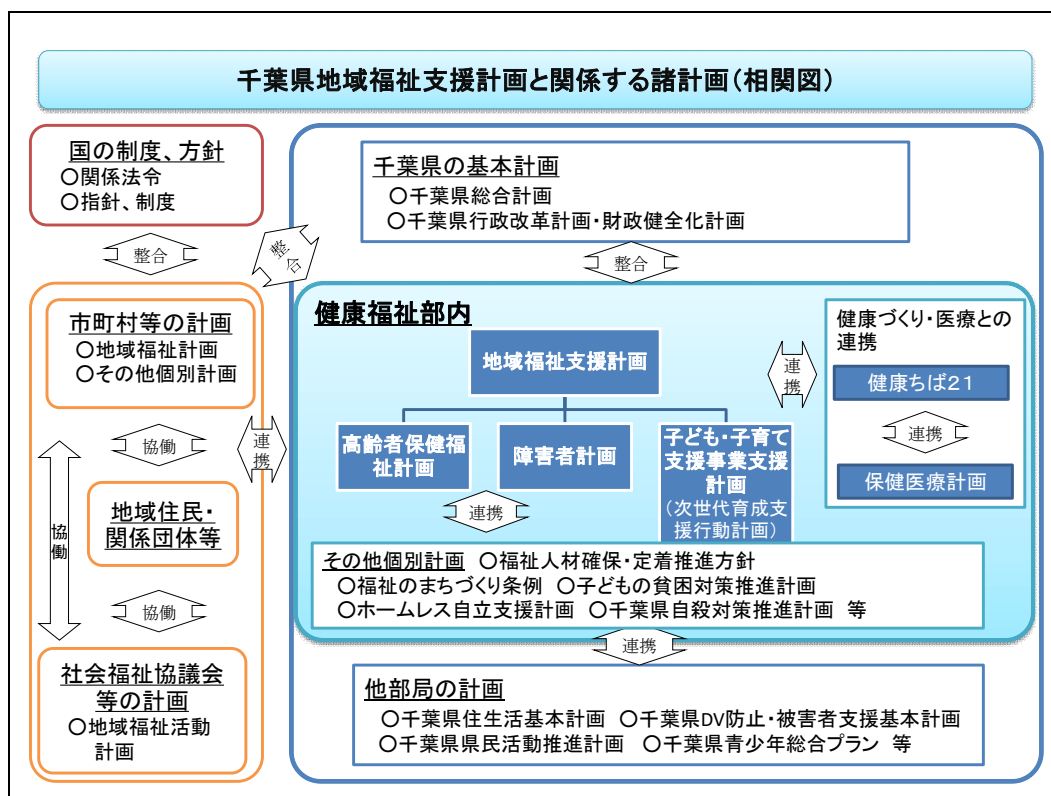 千葉県地域福祉支援計画と関係する諸計画(相関図)
国の制度、方針
○関係法令
○指針、制度
整合
整合
市町村等の計画
○地域福祉計画
○その他個別計画
協働
協働
地域住民・
関係団体等
協働
社会福祉協議会
等の計画
○地域福祉活動
計画
連携
千葉県の基本計画
○千葉県総合計画
○千葉県行政改革計画・財政健全化計画
整合
健康福祉部内
地域福祉支援計画
高齢者保健福
祉計画
障害者計画
子ども・子育て
支援事業支援
計画
(次世代育成支
援行動計画)
連携
連携
健康づくり・医療との
連携
健康ちば21
連携
保健医療計画
その他個別計画 ○福祉人材確保・定着推進方針
○福祉のまちづくり条例 ○子どもの貧困対策推進計画
○ホームレス自立支援計画 ○千葉県自殺対策推進計画 等
連携
他部局の計画
○千葉県住生活基本計画 ○千葉県DV防止・被害者支援基本計画
○千葉県県民活動推進計画 ○千葉県青少年総合プラン 等